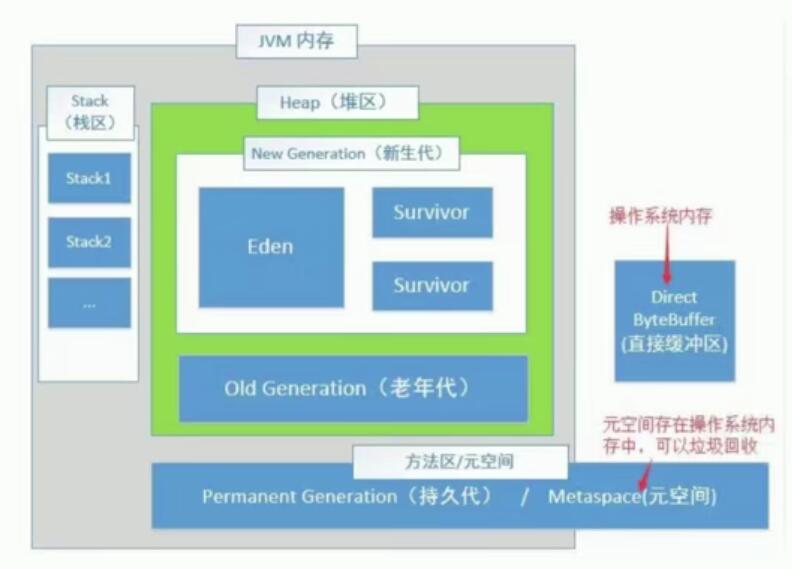 JVM 内存
Stack
（栈区）
Heap（堆区）
New Generation（新生代）
Stack1
Stack2
...
Eden
Survivor
Survivor
Old Generation（老年代）
操作系统内存
Direct
ByteBuffer
(直接缓冲区)
元空间存在操作系统内
存中，可以垃圾回收
方法区/元空间
Permanent Generation（持久代） / Metaspace(元空间)